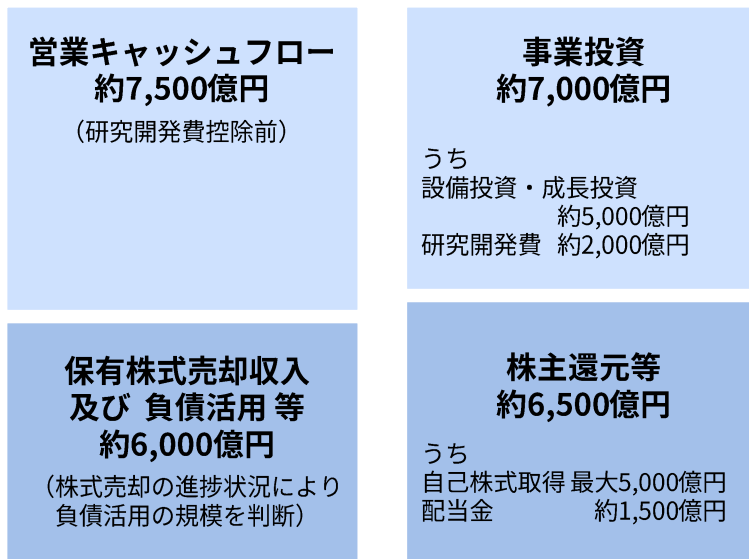 営業キャッシュフロー
約7,500億円
（研究開発費控除前）
保有株式売却収入
及び 負債活用 等
約6,000億円
（株式売却の進捗状況により
負債活用の規模を判断）
事業投資
約7,000億円
うち
設備投資・成長投資
約5,000億円
研究開発費 約2,000億円
株主還元等
約6,500億円
うち
自己株式取得 最大5,000億円
配当金 約1,500億円